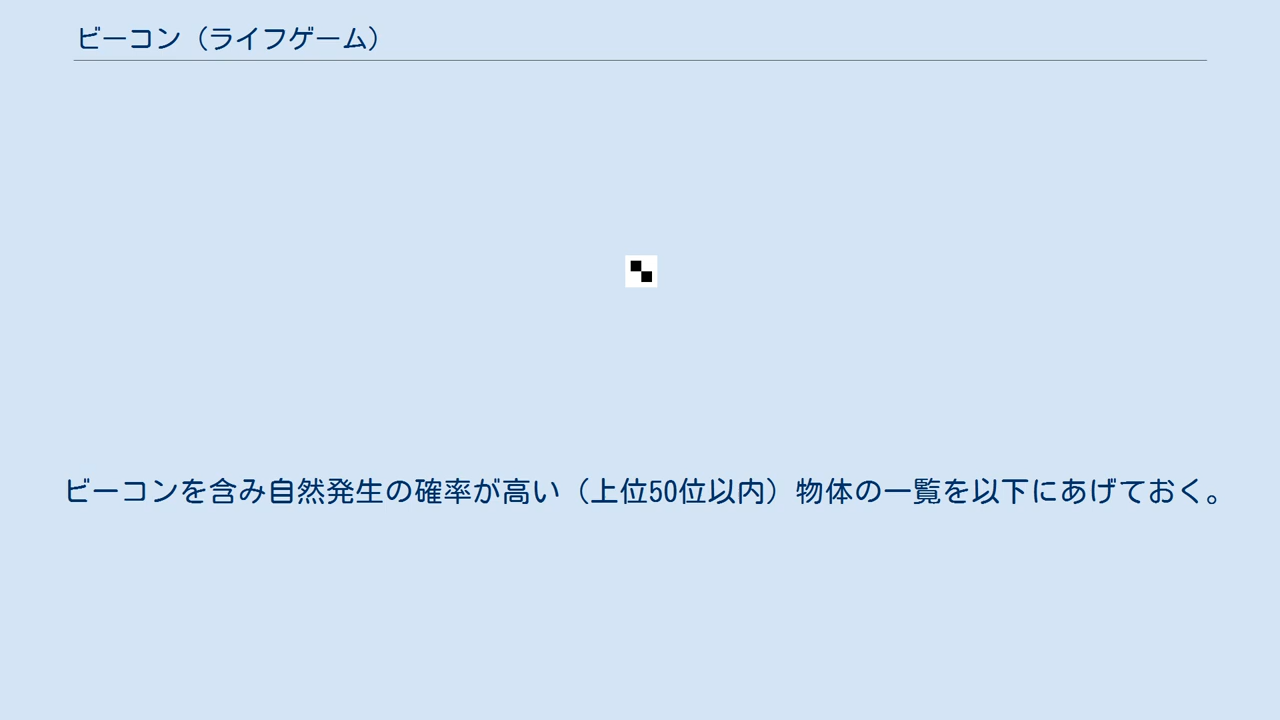 ビーコン（ライフゲーム）
ビーコンを含み自然発生の確率が高い（上位50位以内）物体の一覧を以下にあげておく。